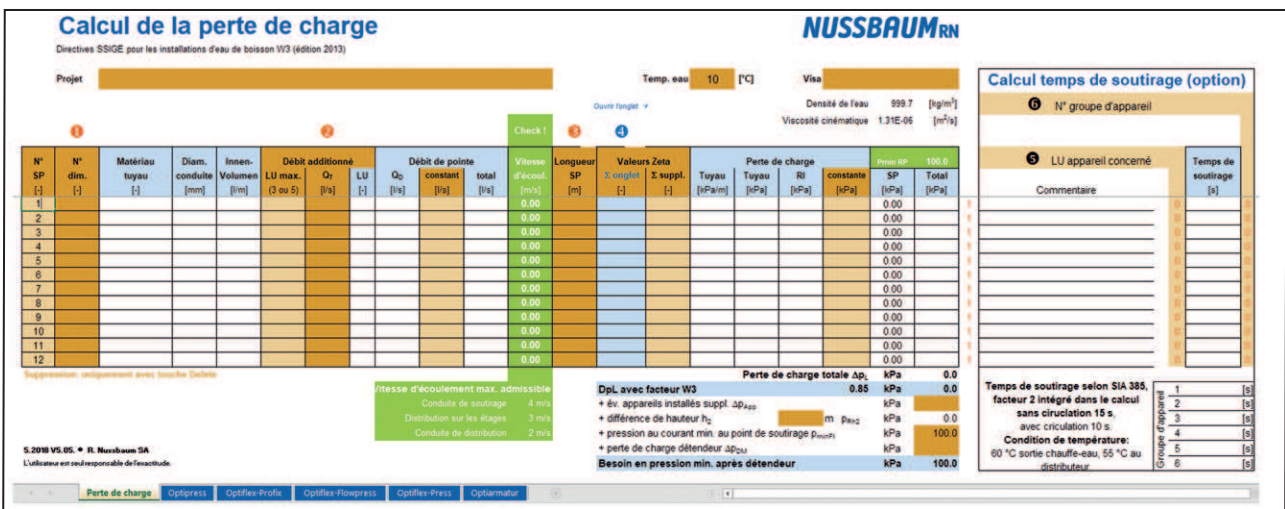 Calcul de la perte de charge
NUSSBAUMRN
Directives SSIGE pour les installations d'eau de boisson W3 (édition 2013)
Projet Temp. eau 10 [°C] Visa
Calcul temps de soutirage (option)
Ouvrir l'onglet
Densité de l'eau 999.7 [kg/m³]
Viscosité cinématique 1.31E-06 [m²/s]
6 N° groupe d'appareil
1 2 Check ! 3 4
5 LU appareil concerné
N° N° Matériau Diam. Innen- Débit additionné Débit de pointe Vitesse Longueur Valeurs Zeta Perte de charge Pmin RP 100.0 Temps de
SP dim. tuyau conduite Volumen LU max. QT LU QD constant total d'écoul. SP Σ onglet Σ suppl. Tuyau Tuyau RI constante SP Total soutirage
[-] [-] [-] [mm] [l/m] (3 ou 5) [l/s] [-] [l/s] [l/s] [l/s] [m/s] [m] [-] [-] [kPa/m] [kPa] [kPa] [kPa] [kPa] [kPa] Commentaire [s]
1 0.00 0.00
2 0.00 0.00
3 0.00 0.00
4 0.00 0.00
5 0.00 0.00
6 0.00 0.00
7 0.00 0.00
8 0.00 0.00
9 0.00 0.00
10 0.00 0.00
11 0.00 0.00
12 0.00 0.00
Suppression: uniquement avec touche Delete
Perte de charge totale ΔpL kPa 0.0
Vitesse d'écoulement max. admissible
Conduite de soutirage 4 m/s
Distribution sur les étages 3 m/s
Conduite de distribution 2 m/s
DpL avec facteur W3 0.85 kPa 0.0
+ év. appareils installés suppl. ΔpApp kPa
+ différence de hauteur h2 m pRh2 kPa 0.0
+ pression au courant min. au point de soutirage pminFl kPa 100.0
+ perte de charge détendeur ΔpDM kPa
Besoin en pression min. après détendeur kPa 100.0
Temps de soutirage selon SIA 385,
facteur 2 intégré dans le calcul
sans ciruclation 15 s,
avec criculation 10 s.
Condition de température:
60 °C sortie chauffe-eau, 55 °C au
distributeur
Groupe d'appareil
1 [s]
2 [s]
3 [s]
4 [s]
5 [s]
6 [s]
5.2018 V5.05. ® R. Nussbaum SA
L'utilisateur est seul responsable de l'exactitude.
Perte de charge Optipress Optiflex-Profix Optiflex-Flowpress Optiflex-Press Optiarmatur